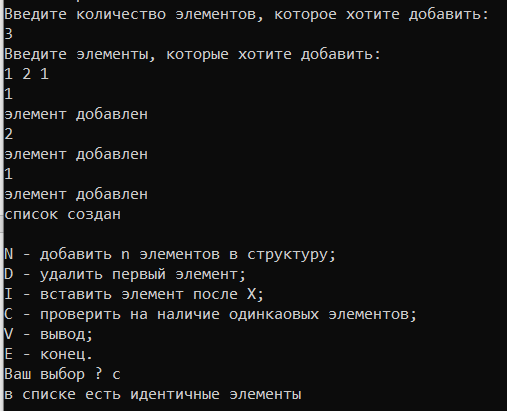 Введите количество элементов, которое хотите добавить:
3
Введите элементы, которые хотите добавить:
1 2 1
1
элемент добавлен
2
элемент добавлен
1
элемент добавлен
список создан
N - добавить n элементов в структуру;
D - удалить первый элемент;
I - вставить элемент после X;
C - проверить на наличие одинкаовых элементов;
V - вывод;
E - конец.
Ваш выбор ? c
в списке есть идентичные элементы